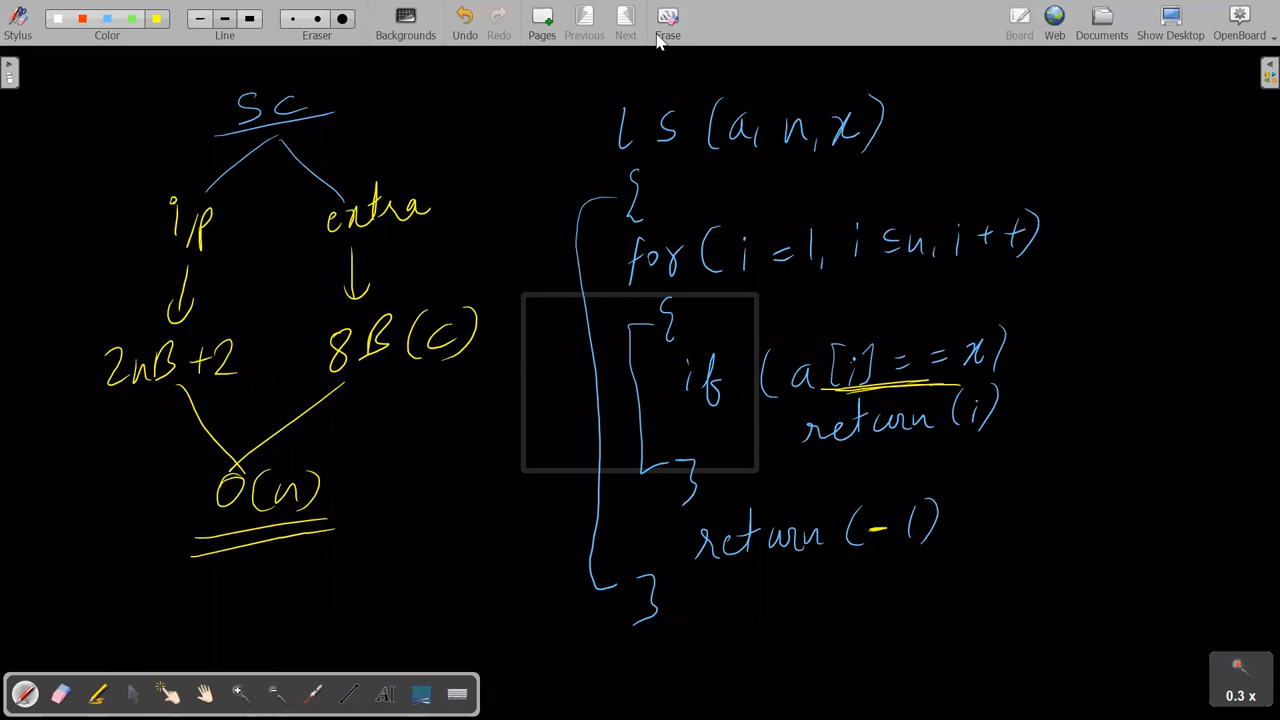 Stylus Color Line Eraser Backgrounds Undo Redo Pages Previous Next Erase Board Web Documents Show Desktop OpenBoard
SC
i/p extra
2nB+2 8B (c)
O(n)
LS (a, n, x)
{
for (i = 1, i ≤ n, i++)
{
if (a[i] == x)
return (i)
}
return (-1)
}
AI
0.3 x